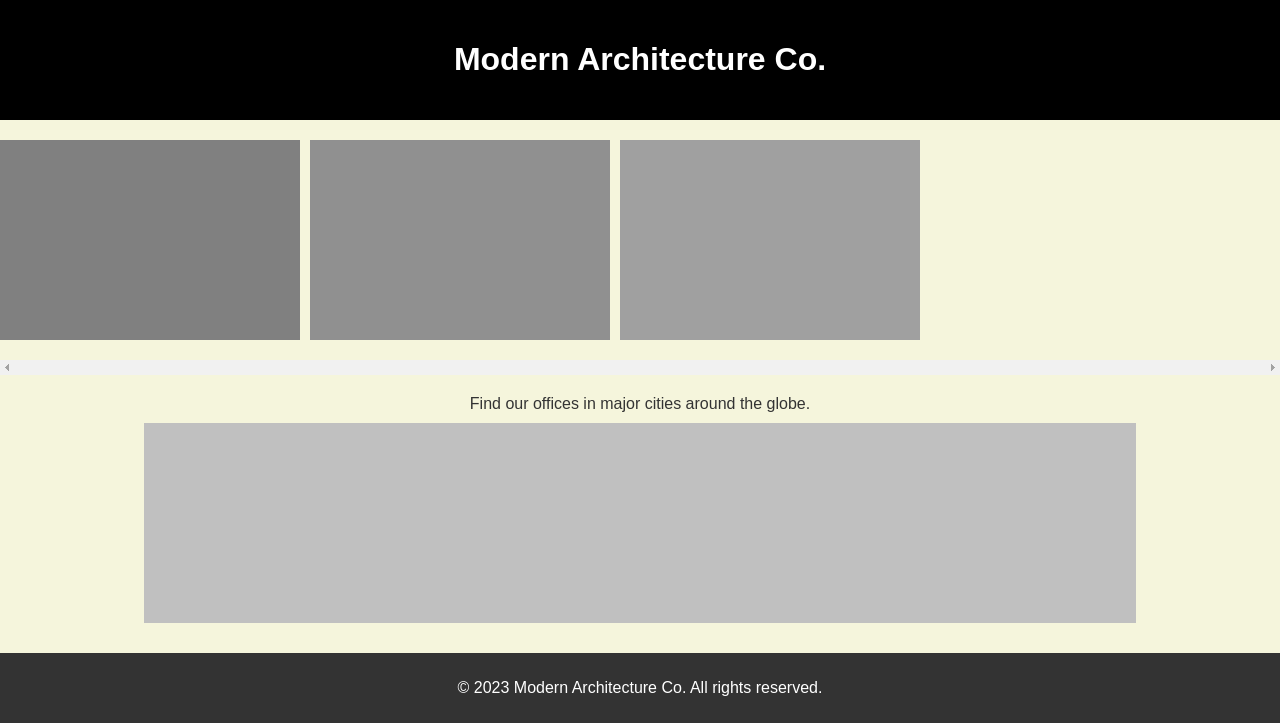 Modern Architecture Co.
Find our offices in major cities around the globe.
© 2023 Modern Architecture Co. All rights reserved.